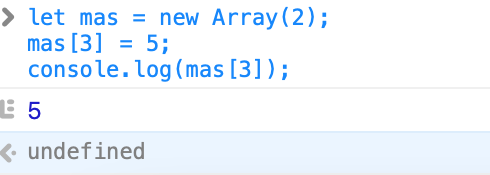 let mas = new Array(2);
mas[3] = 5;
console.log(mas[3]);
5
undefined